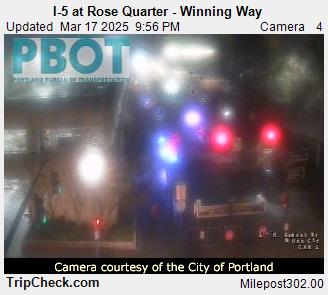 I-5 at Rose Quarter - Winning Way
Updated Mar 17 2025 9:56 PM Camera 4
PBOT
PORTLAND BUREAU OF TRANSPORTATION
Camera courtesy of the City of Portland
TripCheck.com Milepost302.00